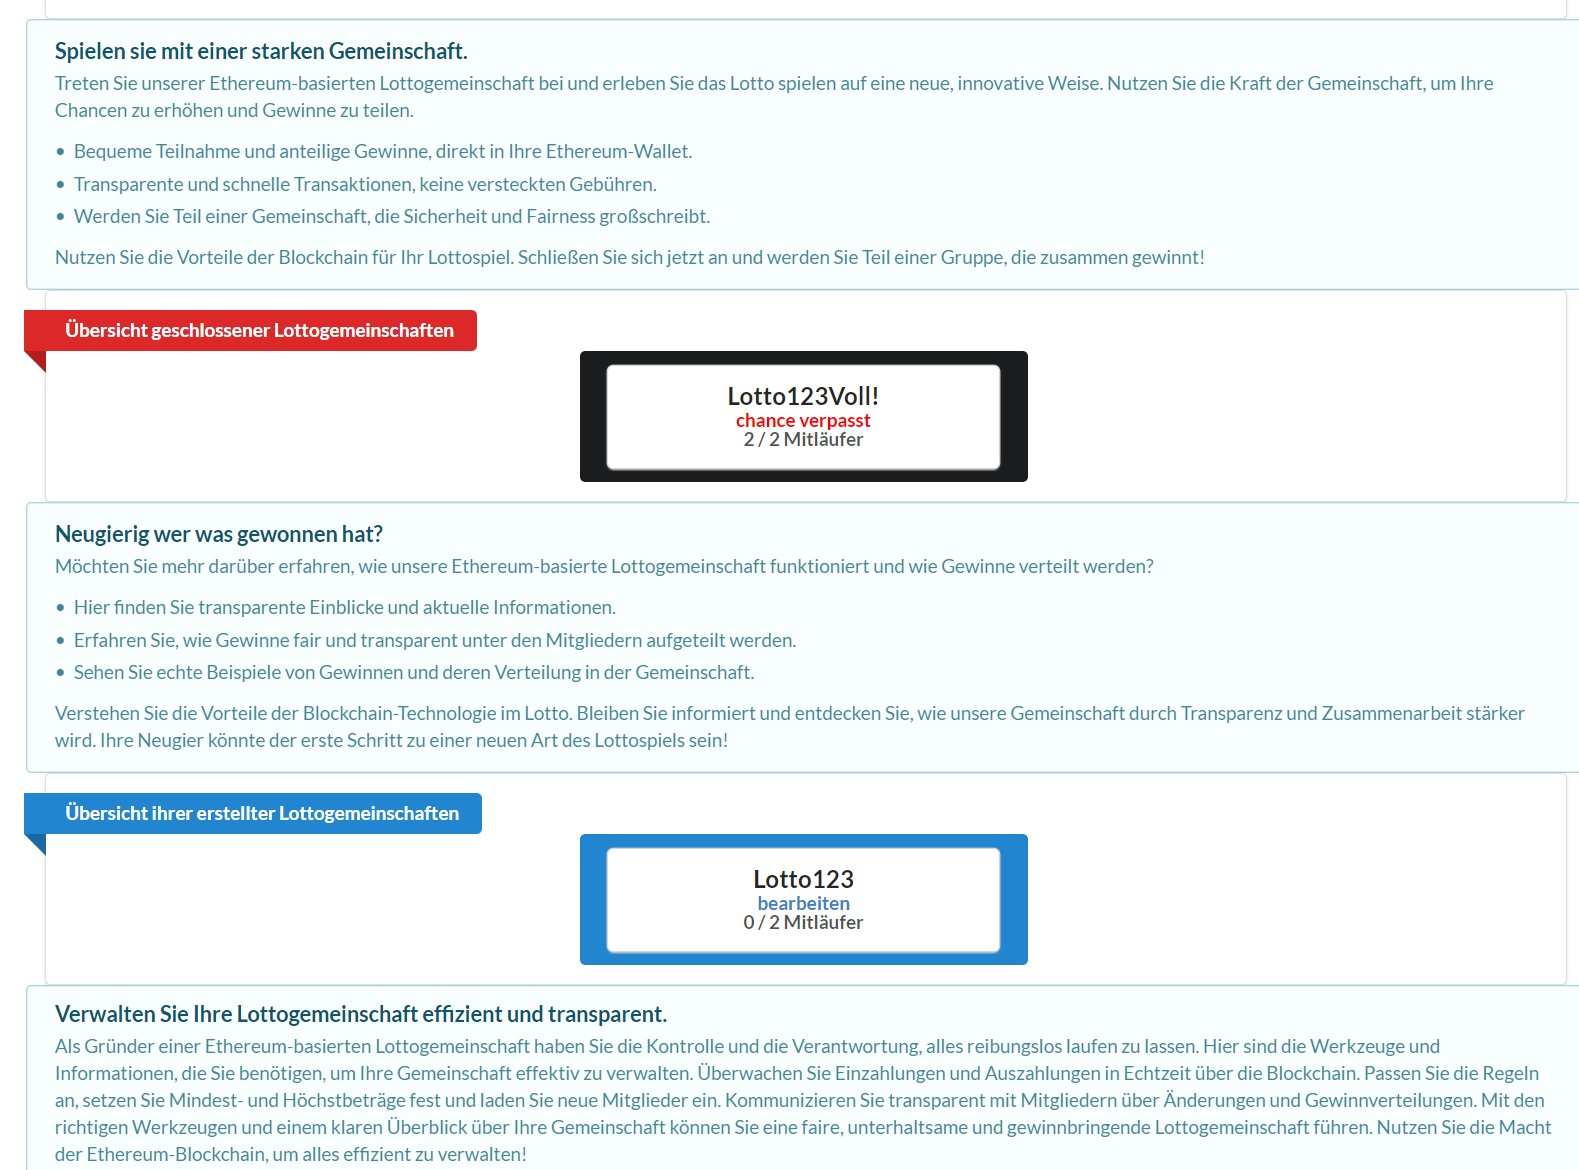 Spielen sie mit einer starken Gemeinschaft.
Treten Sie unserer Ethereum-basierten Lottogemeinschaft bei und erleben Sie das Lotto spielen auf eine neue, innovative Weise. Nutzen Sie die Kraft der Gemeinschaft, um Ihre
Chancen zu erhöhen und Gewinne zu teilen.
• Bequeme Teilnahme und anteilige Gewinne, direkt in Ihre Ethereum-Wallet.
• Transparente und schnelle Transaktionen, keine versteckten Gebühren.
• Werden Sie Teil einer Gemeinschaft, die Sicherheit und Fairness großschreibt.
Nutzen Sie die Vorteile der Blockchain für Ihr Lottospiel. Schließen Sie sich jetzt an und werden Sie Teil einer Gruppe, die zusammen gewinnt!
Übersicht geschlossener Lottogemeinschaften
Lotto123Voll!
chance verpasst
2 / 2 Mitläufer
Neugierig wer was gewonnen hat?
Möchten Sie mehr darüber erfahren, wie unsere Ethereum-basierte Lottogemeinschaft funktioniert und wie Gewinne verteilt werden?
• Hier finden Sie transparente Einblicke und aktuelle Informationen.
• Erfahren Sie, wie Gewinne fair und transparent unter den Mitgliedern aufgeteilt werden.
• Sehen Sie echte Beispiele von Gewinnen und deren Verteilung in der Gemeinschaft.
Verstehen Sie die Vorteile der Blockchain-Technologie im Lotto. Bleiben Sie informiert und entdecken Sie, wie unsere Gemeinschaft durch Transparenz und Zusammenarbeit stärker
wird. Ihre Neugier könnte der erste Schritt zu einer neuen Art des Lottospiels sein!
Übersicht ihrer erstellter Lottogemeinschaften
Lotto123
bearbeiten
0 / 2 Mitläufer
Verwalten Sie Ihre Lottogemeinschaft effizient und transparent.
Als Gründer einer Ethereum-basierten Lottogemeinschaft haben Sie die Kontrolle und die Verantwortung, alles reibungslos laufen zu lassen. Hier sind die Werkzeuge und
Informationen, die Sie benötigen, um Ihre Gemeinschaft effektiv zu verwalten. Überwachen Sie Einzahlungen und Auszahlungen in Echtzeit über die Blockchain. Passen Sie die Regeln
an, setzen Sie Mindest- und Höchstbeträge fest und laden Sie neue Mitglieder ein. Kommunizieren Sie transparent mit Mitgliedern über Änderungen und Gewinnverteilungen. Mit den
richtigen Werkzeugen und einem klaren Überblick über Ihre Gemeinschaft können Sie eine faire, unterhaltsame und gewinnbringende Lottogemeinschaft führen. Nutzen Sie die Macht
der Ethereum-Blockchain, um alles effizient zu verwalten!